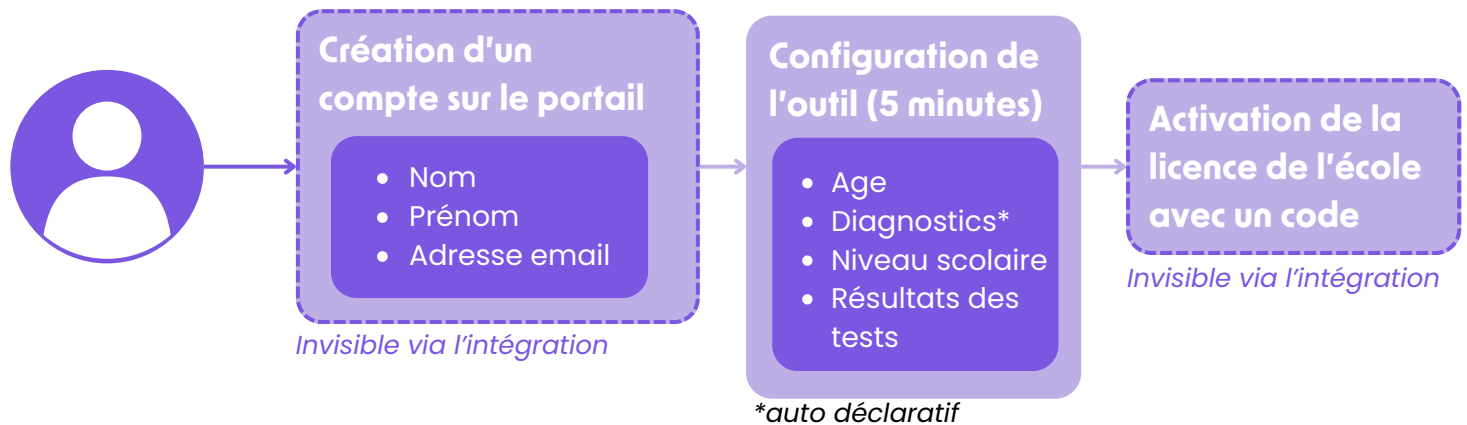 Création d'un
compte sur le portail
• Nom
• Prénom
• Adresse email
Invisible via l'intégration
Configuration de
l'outil (5 minutes)
• Age
• Diagnostics*
• Niveau scolaire
• Résultats des
tests
*auto déclaratif
Activation de la
licence de l'école
avec un code
Invisible via l'intégration